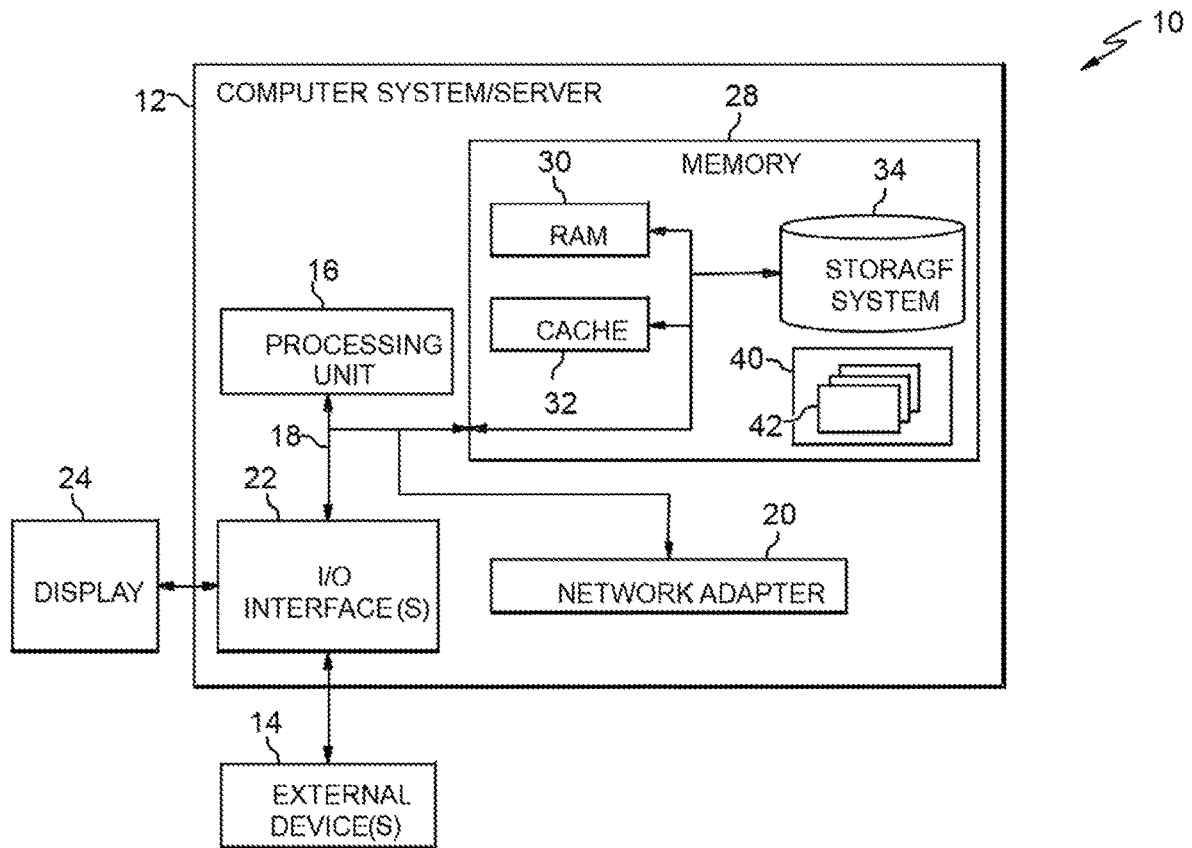 10
12
COMPUTER SYSTEM/SERVER
28
MEMORY
30
RAM
34
STORAGF
SYSTEM
16
PROCESSING
UNIT
CACHE
32
40
42
18
24
DISPLAY
22
I/O
INTERFACE(S)
20
NETWORK ADAPTER
14
EXTERNAL
DEVICE(S)